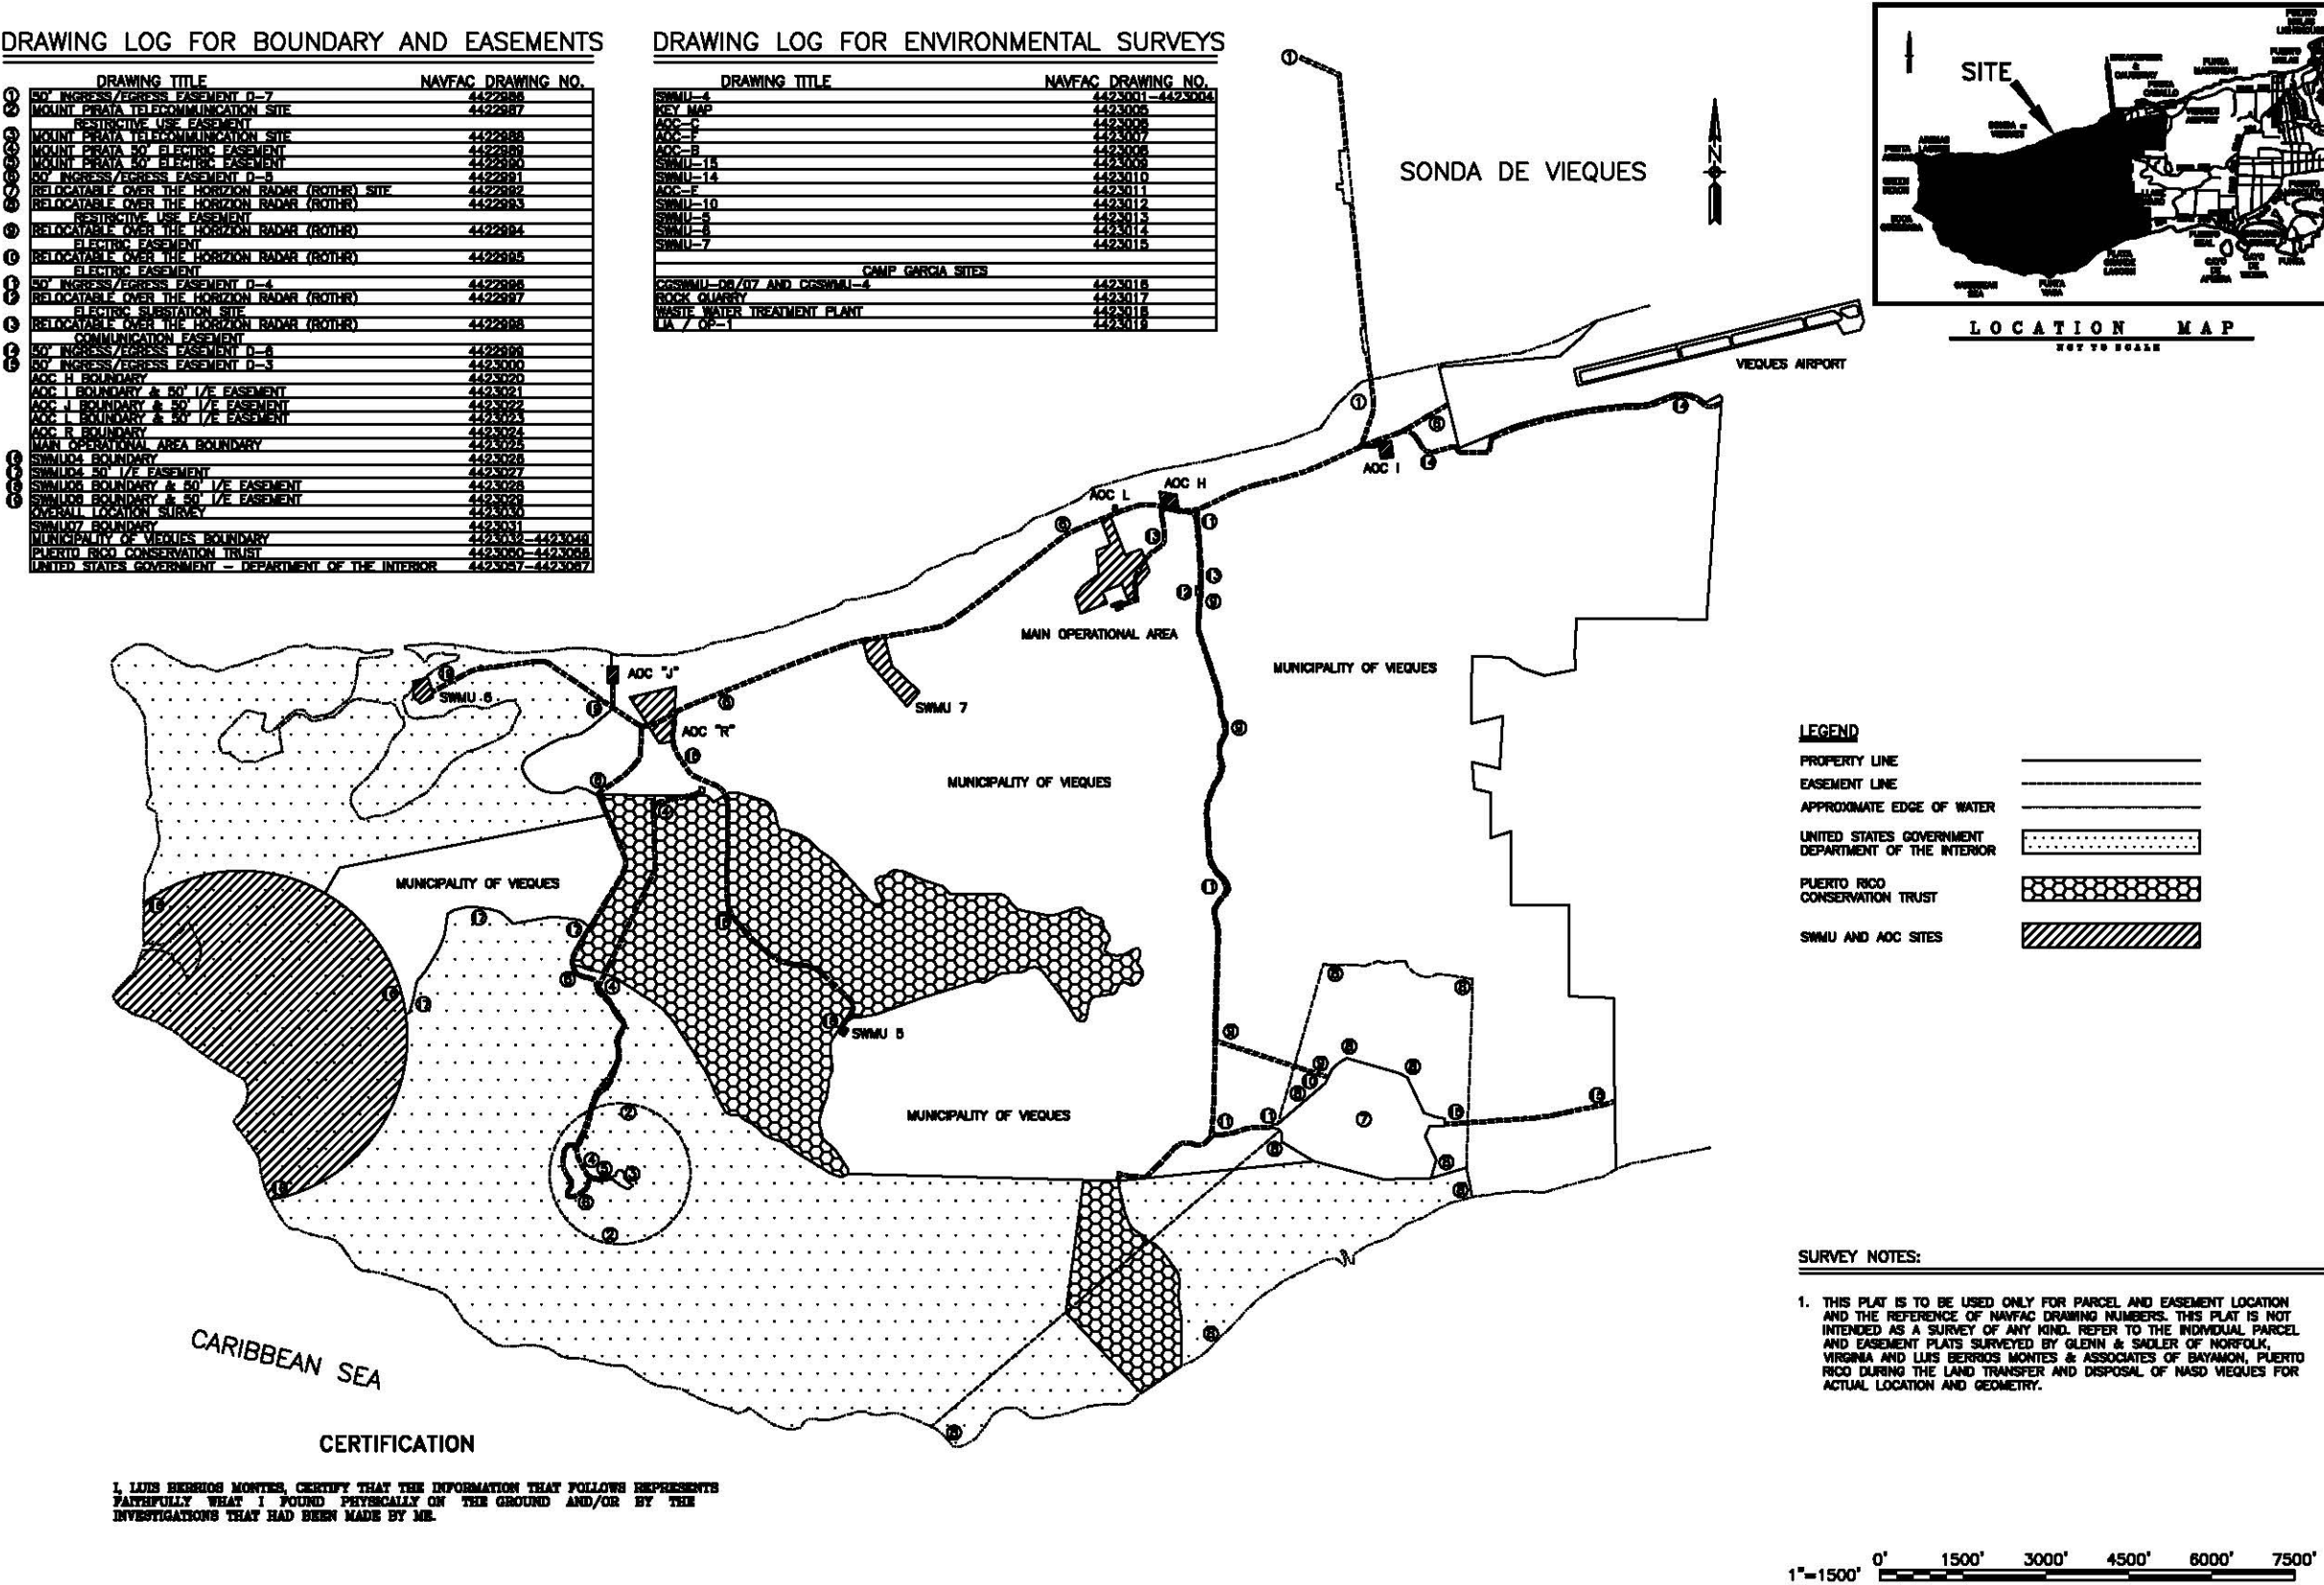 DRAWING LOG FOR BOUNDARY AND EASEMENTS
DRAWING TITLE NAVFAC DRAWING NO.
1 50' INGRESS/EGRESS EASEMENT D-7 4422986
2 MOUNT PIRATA TELECOMMUNICATION SITE 4422987
RESTRICTIVE USE EASEMENT
3 MOUNT PIRATA TELECOMMUNICATION SITE 4422988
4 MOUNT PIRATA 50' ELECTRIC EASEMENT 4422989
5 MOUNT PIRATA 50' ELECTRIC EASEMENT 4422990
6 50' INGRESS/EGRESS EASEMENT D-5 4422991
7 RELOCATABLE OVER THE HORIZION RADAR (ROTHR) SITE 4422992
8 RELOCATABLE OVER THE HORIZION RADAR (ROTHR) 4422993
RESTRICTIVE USE EASEMENT
9 RELOCATABLE OVER THE HORIZION RADAR (ROTHR) 4422994
ELECTRIC EASEMENT
10 RELOCATABLE OVER THE HORIZION RADAR (ROTHR) 4422995
ELECTRIC EASEMENT
11 50' INGRESS/EGRESS EASEMENT D-4 4422996
12 RELOCATABLE OVER THE HORIZION RADAR (ROTHR) 4422997
ELECTRIC SUBSTATION SITE
13 RELOCATABLE OVER THE HORIZION RADAR (ROTHR) 4422998
COMMUNICATION EASEMENT
14 50' INGRESS/EGRESS EASEMENT D-6 4422999
15 50' INGRESS/EGRESS EASEMENT D-3 4423000
AOC H BOUNDARY 4423020
AOC I BOUNDARY & 50' I/E EASEMENT 4423021
AOC J BOUNDARY & 50' I/E EASEMENT 4423022
AOC L BOUNDARY & 50' I/E EASEMENT 4423023
AOC R BOUNDARY 4423024
MAIN OPERATIONAL AREA BOUNDARY 4423025
16 SWMU04 BOUNDARY 4423026
17 SWMU04 50' I/E EASEMENT 4423027
18 SWMU05 BOUNDARY & 50' I/E EASEMENT 4423028
19 SWMU06 BOUNDARY & 50' I/E EASEMENT 4423029
OVERALL LOCATION SURVEY 4423030
SWMU07 BOUNDARY 4423031
MUNICIPALITY OF VIEQUES BOUNDARY 4423032-4423049
PUERTO RICO CONSERVATION TRUST 4423050-4423056
UNITED STATES GOVERNMENT - DEPARTMENT OF THE INTERIOR 4423057-4423067
DRAWING LOG FOR ENVIRONMENTAL SURVEYS
DRAWING TITLE NAVFAC DRAWING NO.
SWMU-4 4423001-4423004
KEY MAP 4423005
AOC-C 4423006
AOC-F 4423007
AOC-B 4423008
SWMU-15 4423009
SWMU-14 4423010
AOC-E 4423011
SWMU-10 4423012
SWMU-5 4423013
SWMU-6 4423014
SWMU-7 4423015
CAMP GARCIA SITES
CGSWMU-06/07 AND CGSWMU-4 4423016
ROCK QUARRY 4423017
WASTE WATER TREATMENT PLANT 4423018
LIA / OP-1 4423019
SONDA DE VIEQUES
N
SITE
LOCATION MAP
NOT TO SCALE
VIEQUES AIRPORT
AOC I
AOC L
AOC H
MAIN OPERATIONAL AREA
MUNICIPALITY OF VIEQUES
AOC "J"
SWMU 6
SWMU 7
AOC "R"
MUNICIPALITY OF VIEQUES
MUNICIPALITY OF VIEQUES
SWMU 5
MUNICIPALITY OF VIEQUES
LEGEND
PROPERTY LINE
EASEMENT LINE
APPROXIMATE EDGE OF WATER
UNITED STATES GOVERNMENT
DEPARTMENT OF THE INTERIOR
PUERTO RICO
CONSERVATION TRUST
SWMU AND AOC SITES
CARIBBEAN SEA
SURVEY NOTES:
1. THIS PLAT IS TO BE USED ONLY FOR PARCEL AND EASEMENT LOCATION
AND THE REFERENCE OF NAVFAC DRAWING NUMBERS. THIS PLAT IS NOT
INTENDED AS A SURVEY OF ANY KIND. REFER TO THE INDIVIDUAL PARCEL
AND EASEMENT PLATS SURVEYED BY GLENN & SADLER OF NORFOLK,
VIRGINIA AND LUIS BERRIOS MONTES & ASSOCIATES OF BAYAMON, PUERTO
RICO DURING THE LAND TRANSFER AND DISPOSAL OF NASD VIEQUES FOR
ACTUAL LOCATION AND GEOMETRY.
CERTIFICATION
I, LUIS BERRIOS MONTES, CERTIFY THAT THE INFORMATION THAT FOLLOWS REPRESENTS
FAITHFULLY WHAT I FOUND PHYSICALLY ON THE GROUND AND/OR BY THE
INVESTIGATIONS THAT HAD BEEN MADE BY ME.
1"=1500' 0' 1500' 3000' 4500' 6000' 7500'